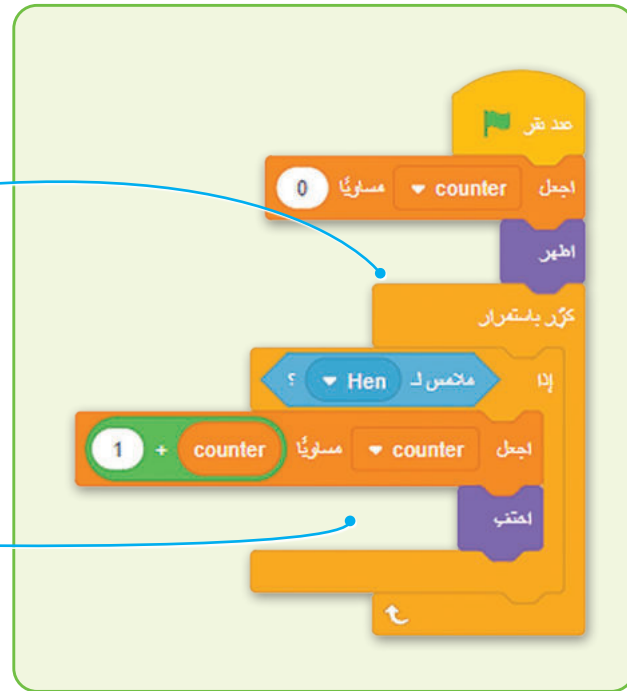 عند نقر
اجعل counter مساويًا 0
اظهر
كرّر باستمرار
إذا ملامس لـ Hen ؟
اجعل counter مساويًا counter + 1
اختفِ